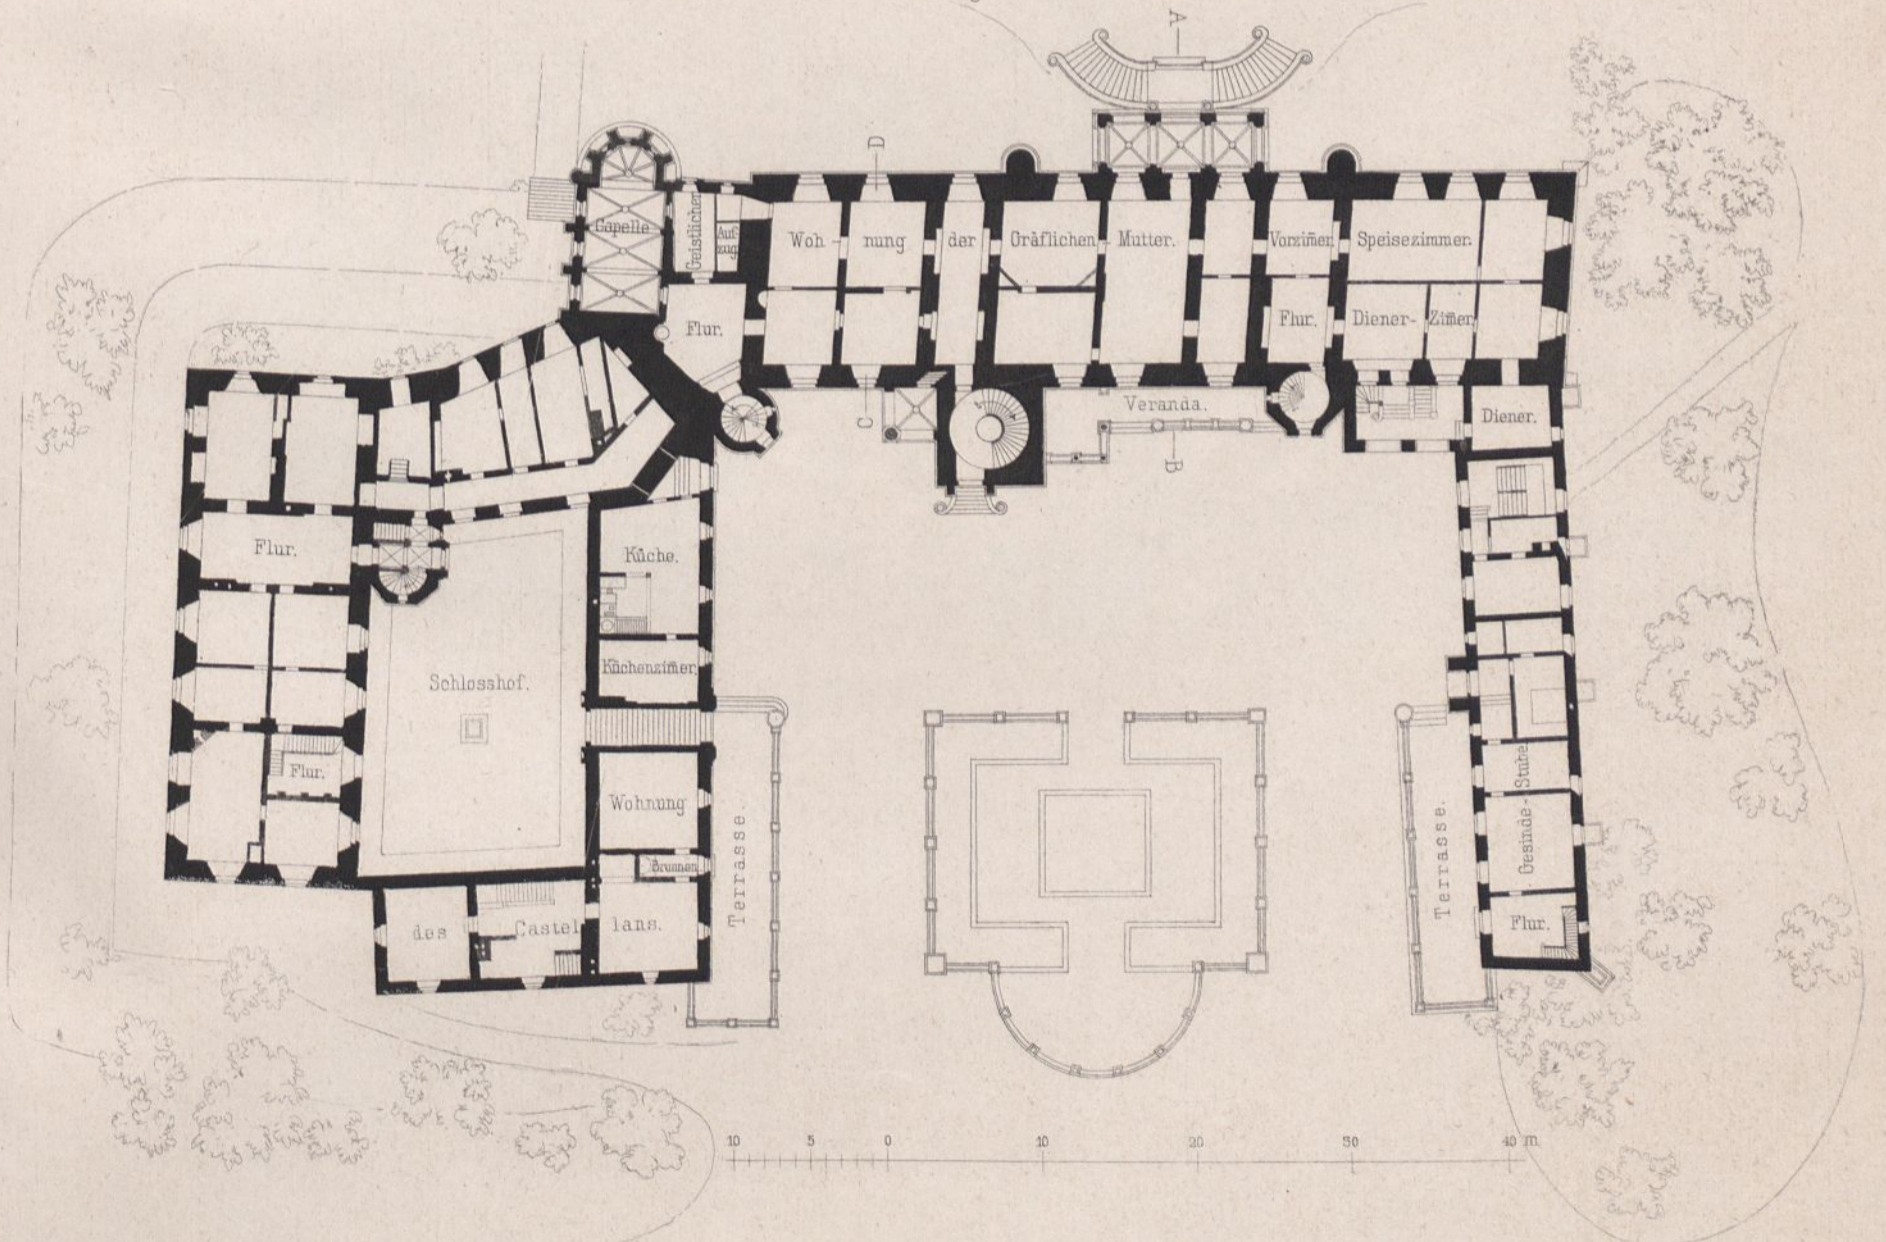 A
D
Capelle
Geistlicher
Auf-
zug.
Woh - nung der Gräflichen - Mutter.
Vorzim̄er.
Speisezimmer.
Flur.
Flur.
Diener- Zim̄er.
C
Veranda.
B
Diener.
Flur.
Küche.
Küchenzim̄er.
Schlosshof.
Flur.
Wohnung
Brunnen
des Castel lans.
Terrasse.
Terrasse.
Gesinde-Stube
Flur.
10 5 0 10 20 30 40 m